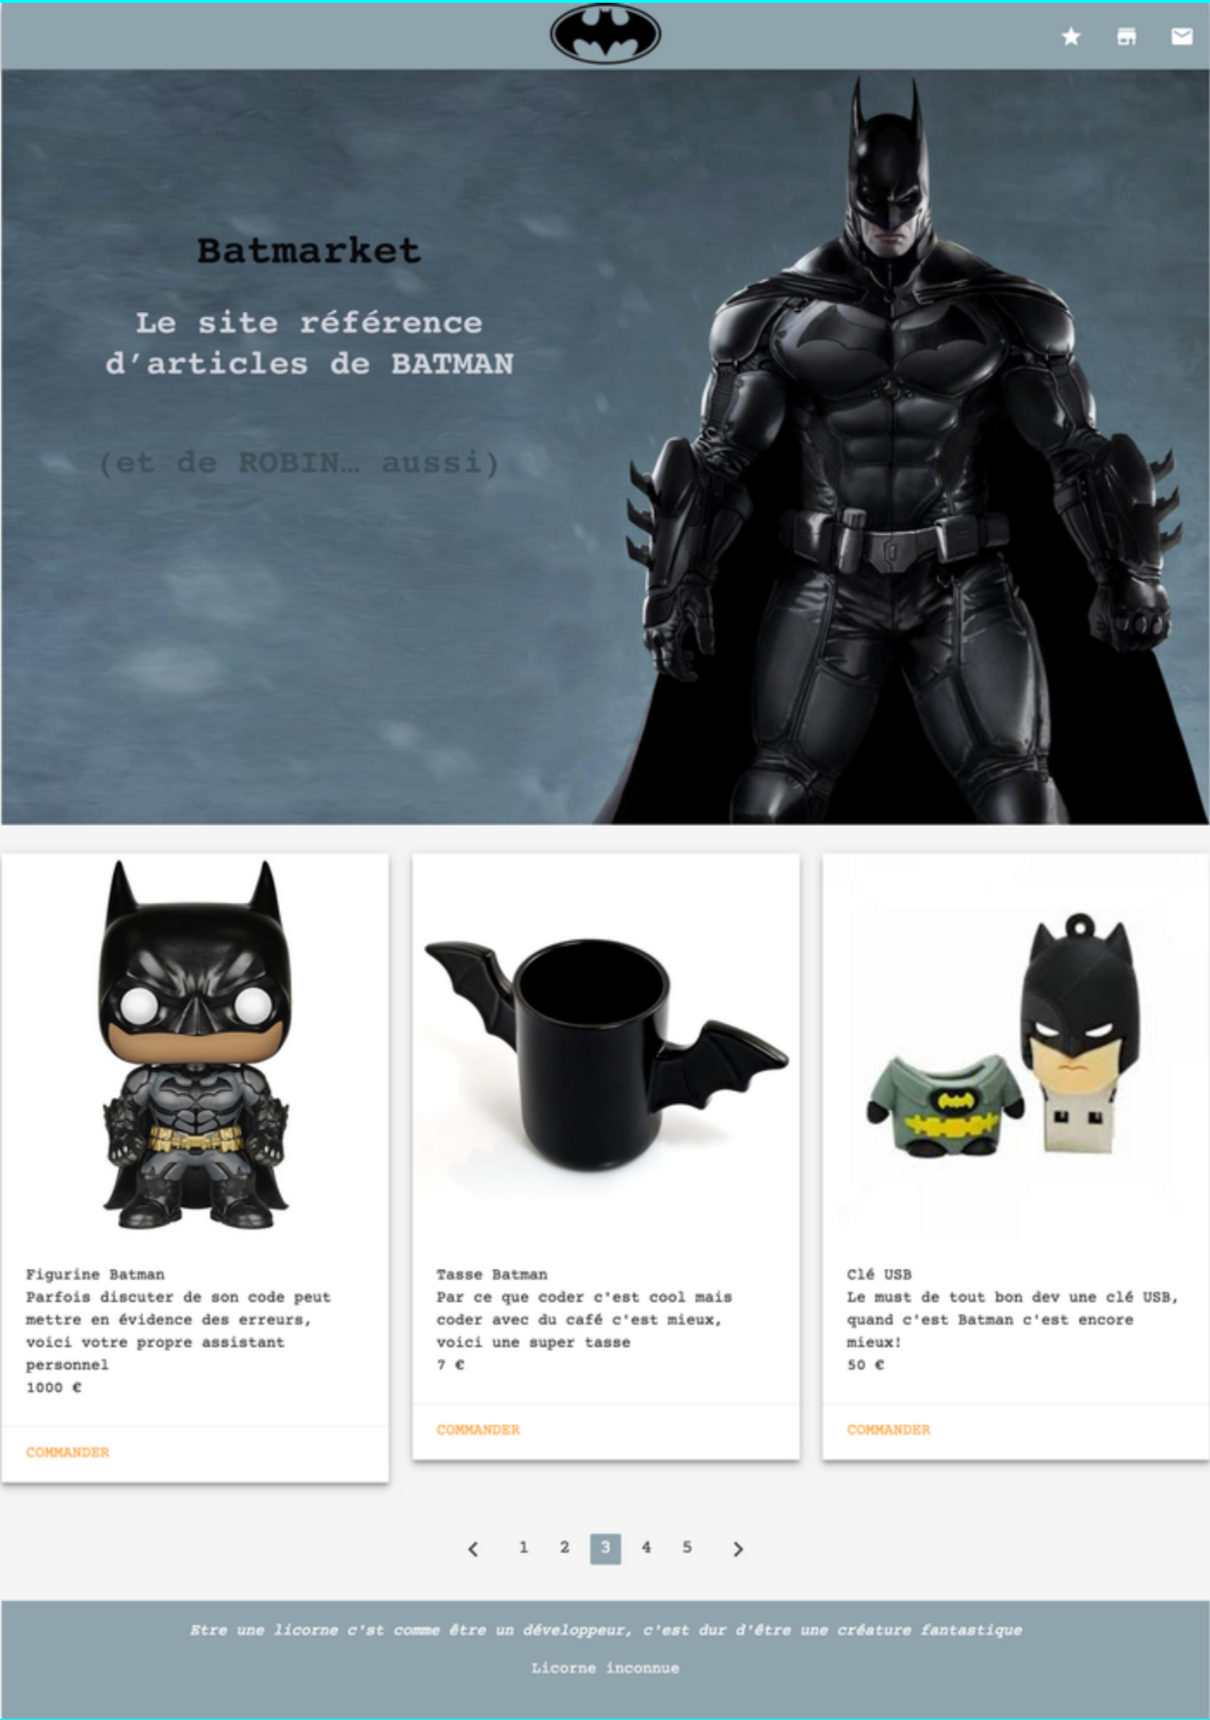 Batmarket
Le site référence
d’articles de BATMAN
(et de ROBIN… aussi)
Figurine Batman
Parfois discuter de son code peut
mettre en évidence des erreurs,
voici votre propre assistant
personnel
1000 €
COMMANDER
Tasse Batman
Par ce que coder c'est cool mais
coder avec du café c'est mieux,
voici une super tasse
7 €
COMMANDER
Clé USB
Le must de tout bon dev une clé USB,
quand c'est Batman c'est encore
mieux!
50 €
COMMANDER
1 2 3 4 5
Etre une licorne c'st comme être un développeur, c'est dur d'être une créature fantastique
Licorne inconnue